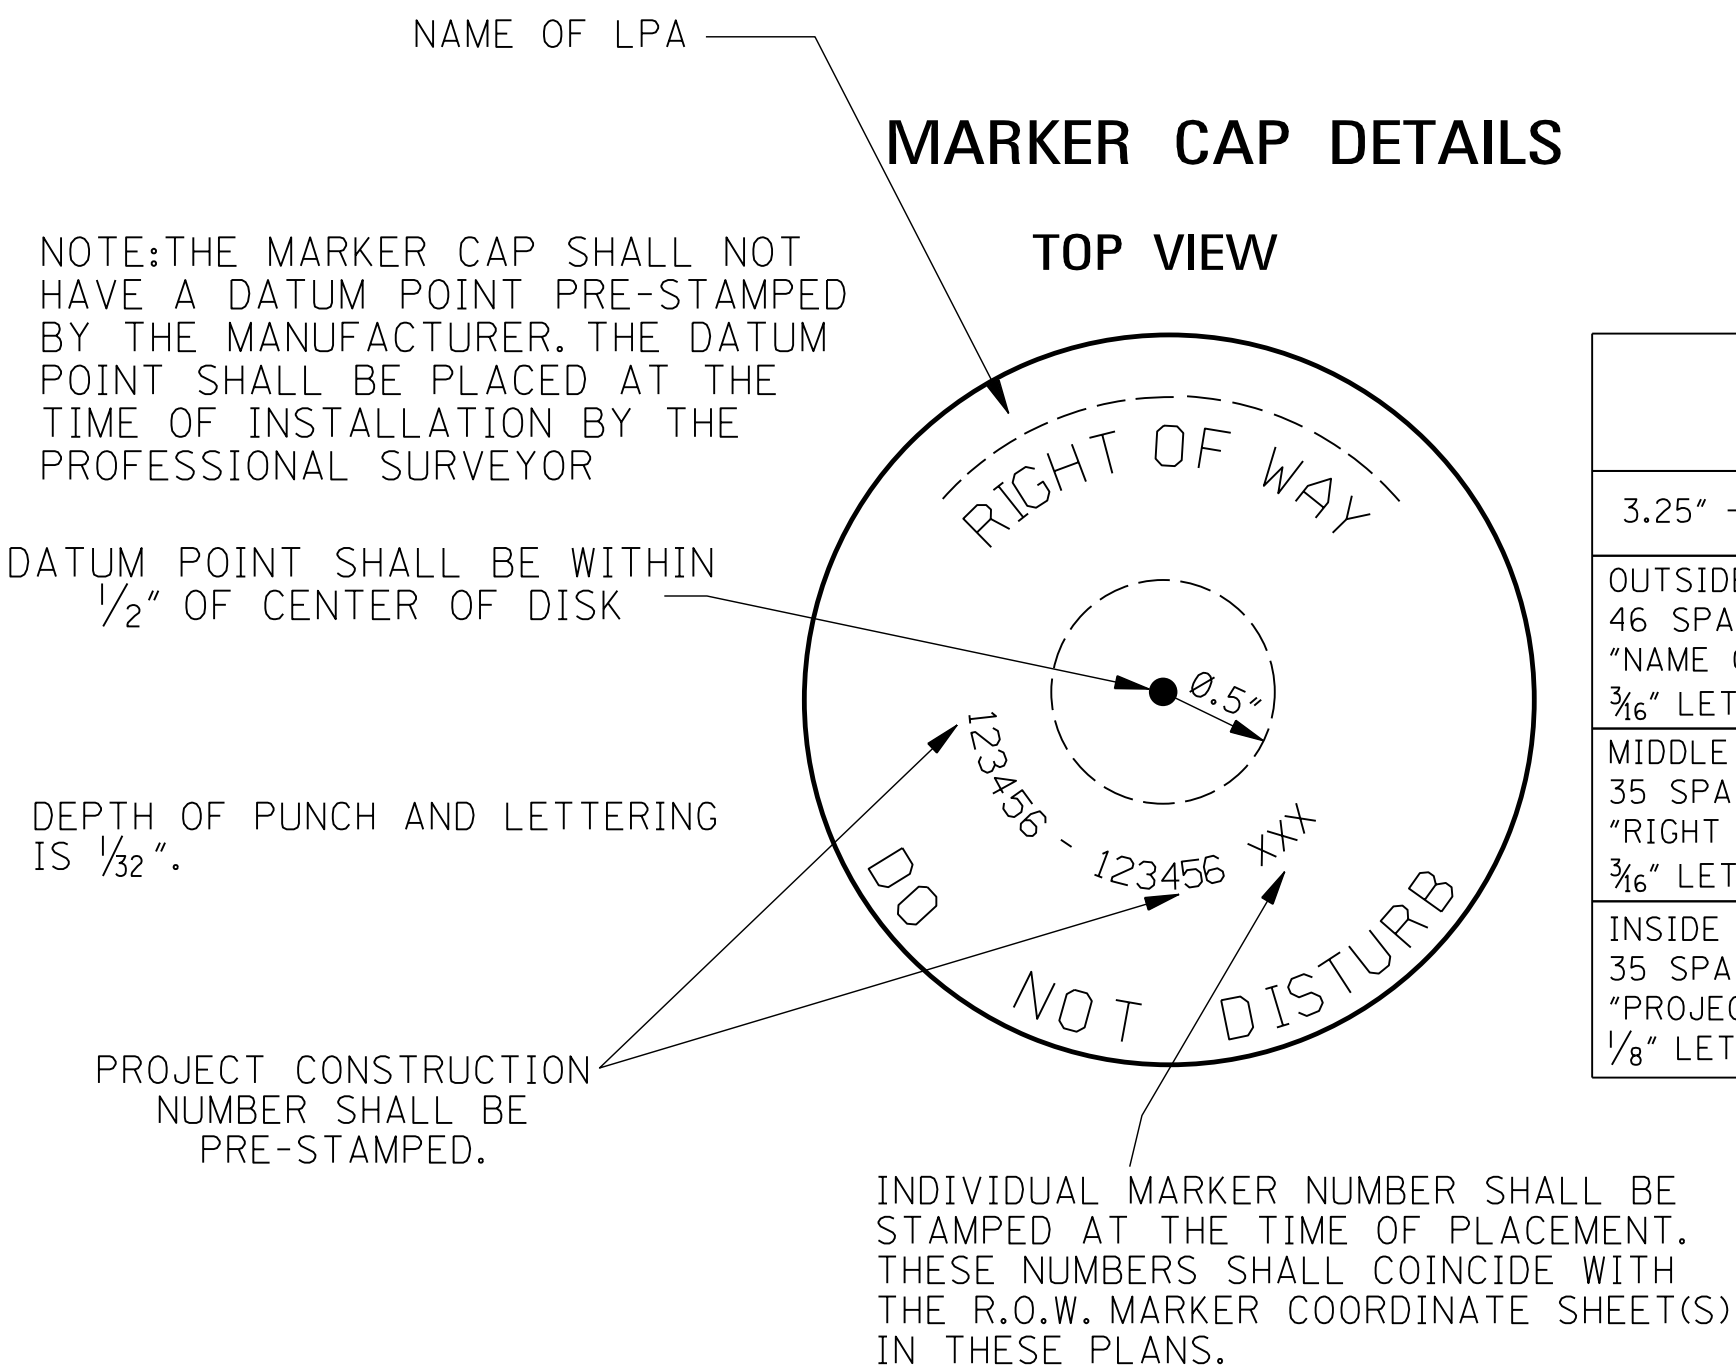 NAME OF LPA
MARKER CAP DETAILS
TOP VIEW
NOTE:THE MARKER CAP SHALL NOT
HAVE A DATUM POINT PRE-STAMPED
BY THE MANUFACTURER. THE DATUM
POINT SHALL BE PLACED AT THE
TIME OF INSTALLATION BY THE
PROFESSIONAL SURVEYOR
DATUM POINT SHALL BE WITHIN
1/2" OF CENTER OF DISK
DEPTH OF PUNCH AND LETTERING
IS 1/32".
PROJECT CONSTRUCTION
NUMBER SHALL BE
PRE-STAMPED.
RIGHT OF WAY
Ø.5"
123456 - 123456 XXX
DO NOT DISTURB
INDIVIDUAL MARKER NUMBER SHALL BE
STAMPED AT THE TIME OF PLACEMENT.
THESE NUMBERS SHALL COINCIDE WITH
THE R.O.W. MARKER COORDINATE SHEET(S)
IN THESE PLANS.
3.25" -
OUTSIDE
46 SPA
"NAME
3/16" LET
MIDDLE
35 SPA
"RIGHT
3/16" LET
INSIDE
35 SPA
"PROJEC
1/8" LET